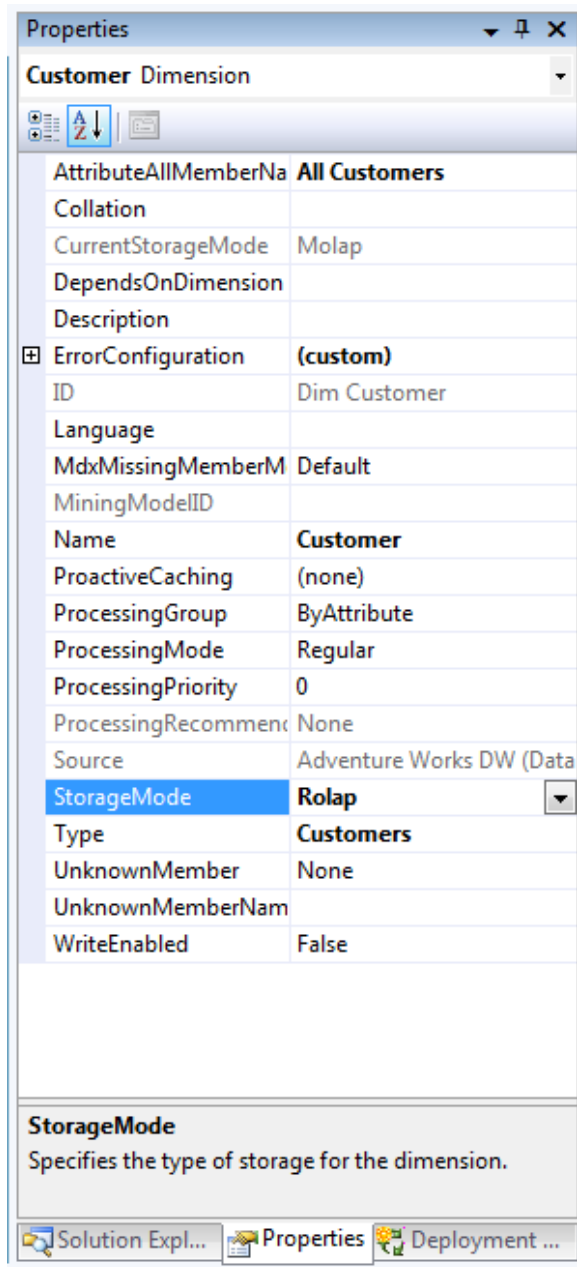 Properties
Customer Dimension
AttributeAllMemberNa All Customers
Collation
CurrentStorageMode Molap
DependsOnDimension
Description
ErrorConfiguration (custom)
ID Dim Customer
Language
MdxMissingMemberM Default
MiningModelID
Name Customer
ProactiveCaching (none)
ProcessingGroup ByAttribute
ProcessingMode Regular
ProcessingPriority 0
ProcessingRecommend None
Source Adventure Works DW (Data
StorageMode Rolap
Type Customers
UnknownMember None
UnknownMemberNam
WriteEnabled False
StorageMode
Specifies the type of storage for the dimension.
Solution Expl... Properties Deployment ...